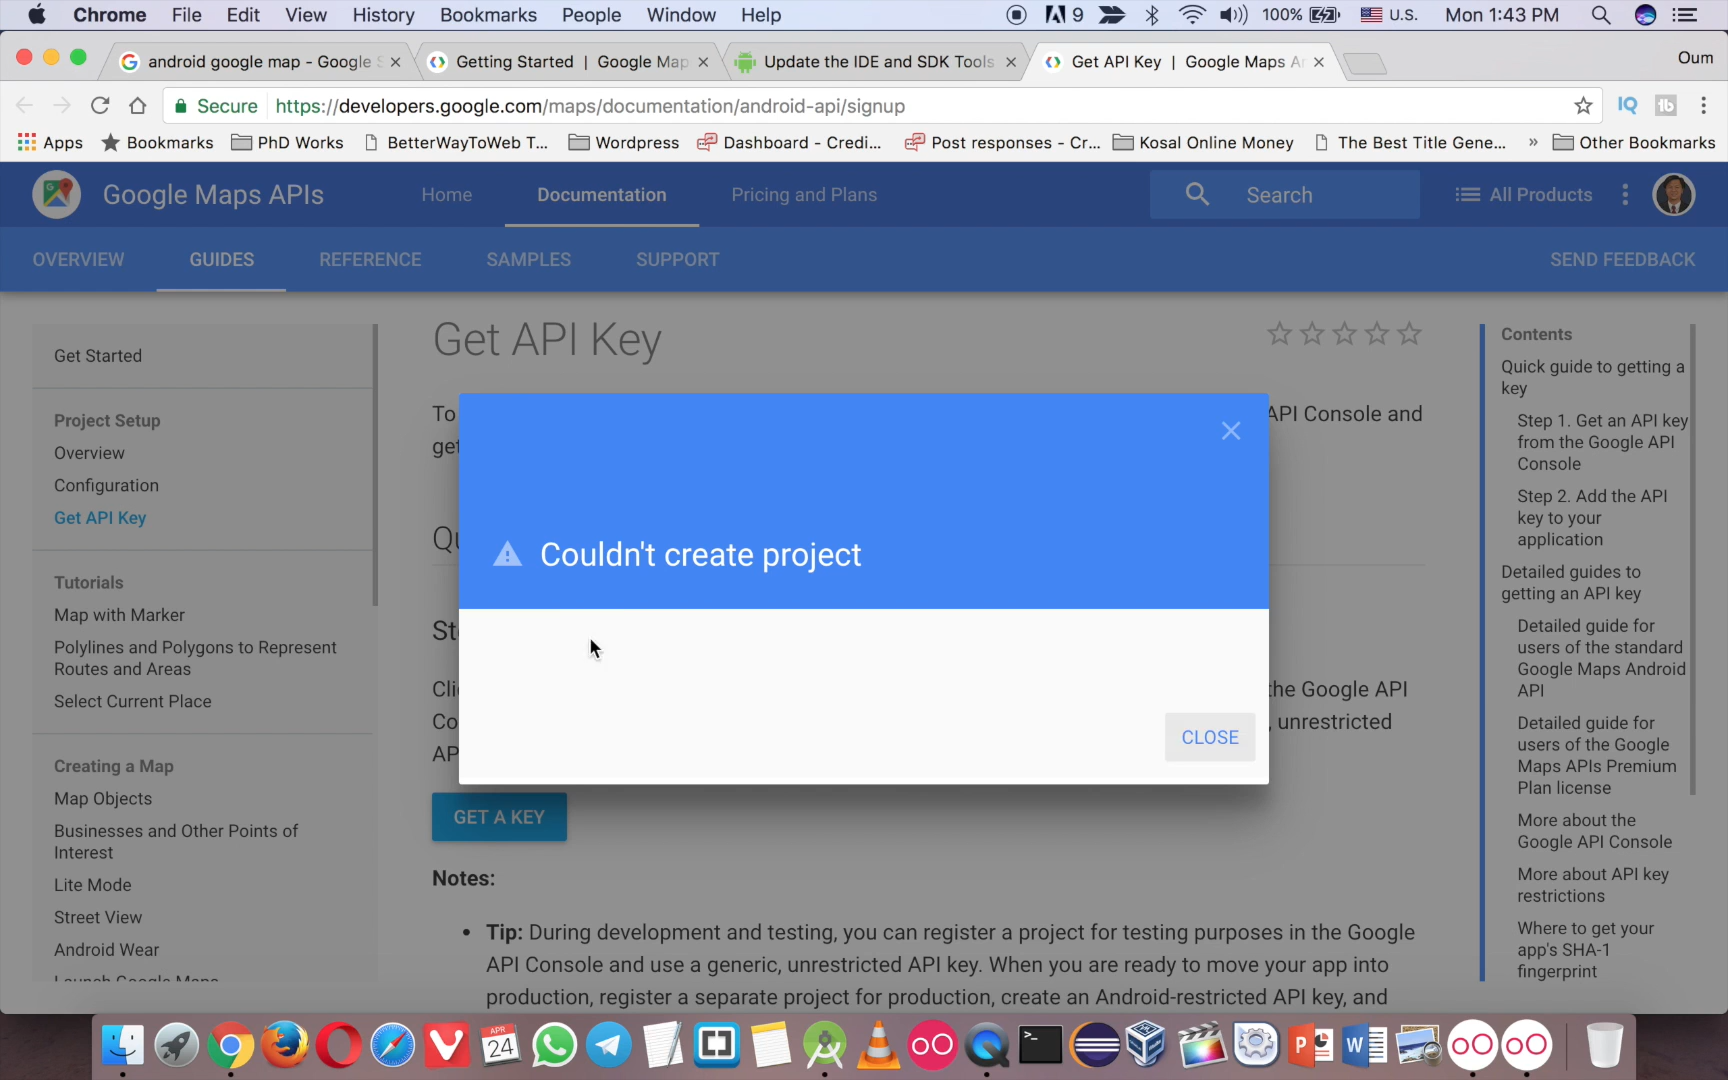 Chrome File Edit View History Bookmarks People Window Help 9 100% U.S. Mon 1:43 PM
android google map - Google S Getting Started | Google Map Update the IDE and SDK Tools Get API Key | Google Maps An Oum
Secure https://developers.google.com/maps/documentation/android-api/signup
Apps Bookmarks PhD Works BetterWayToWeb T... Wordpress Dashboard - Credi... Post responses - Cr... Kosal Online Money The Best Title Gene... » Other Bookmarks
Google Maps APIs Home Documentation Pricing and Plans Search All Products
OVERVIEW GUIDES REFERENCE SAMPLES SUPPORT SEND FEEDBACK
Get Started
Project Setup
Overview
Configuration
Get API Key
Tutorials
Map with Marker
Polylines and Polygons to Represent
Routes and Areas
Select Current Place
Creating a Map
Map Objects
Businesses and Other Points of
Interest
Lite Mode
Street View
Android Wear
Launch Google Maps
Get API Key
To
API Console and
get
Couldn't create project
CLOSE
Qu
St
Cli
the Google API
Co
, unrestricted
AP
GET A KEY
Notes:
• Tip: During development and testing, you can register a project for testing purposes in the Google
API Console and use a generic, unrestricted API key. When you are ready to move your app into
production, register a separate project for production, create an Android-restricted API key, and
Contents
Quick guide to getting a
key
Step 1. Get an API key
from the Google API
Console
Step 2. Add the API
key to your
application
Detailed guides to
getting an API key
Detailed guide for
users of the standard
Google Maps Android
API
Detailed guide for
users of the Google
Maps APIs Premium
Plan license
More about the
Google API Console
More about API key
restrictions
Where to get your
app's SHA-1
fingerprint
APR
24